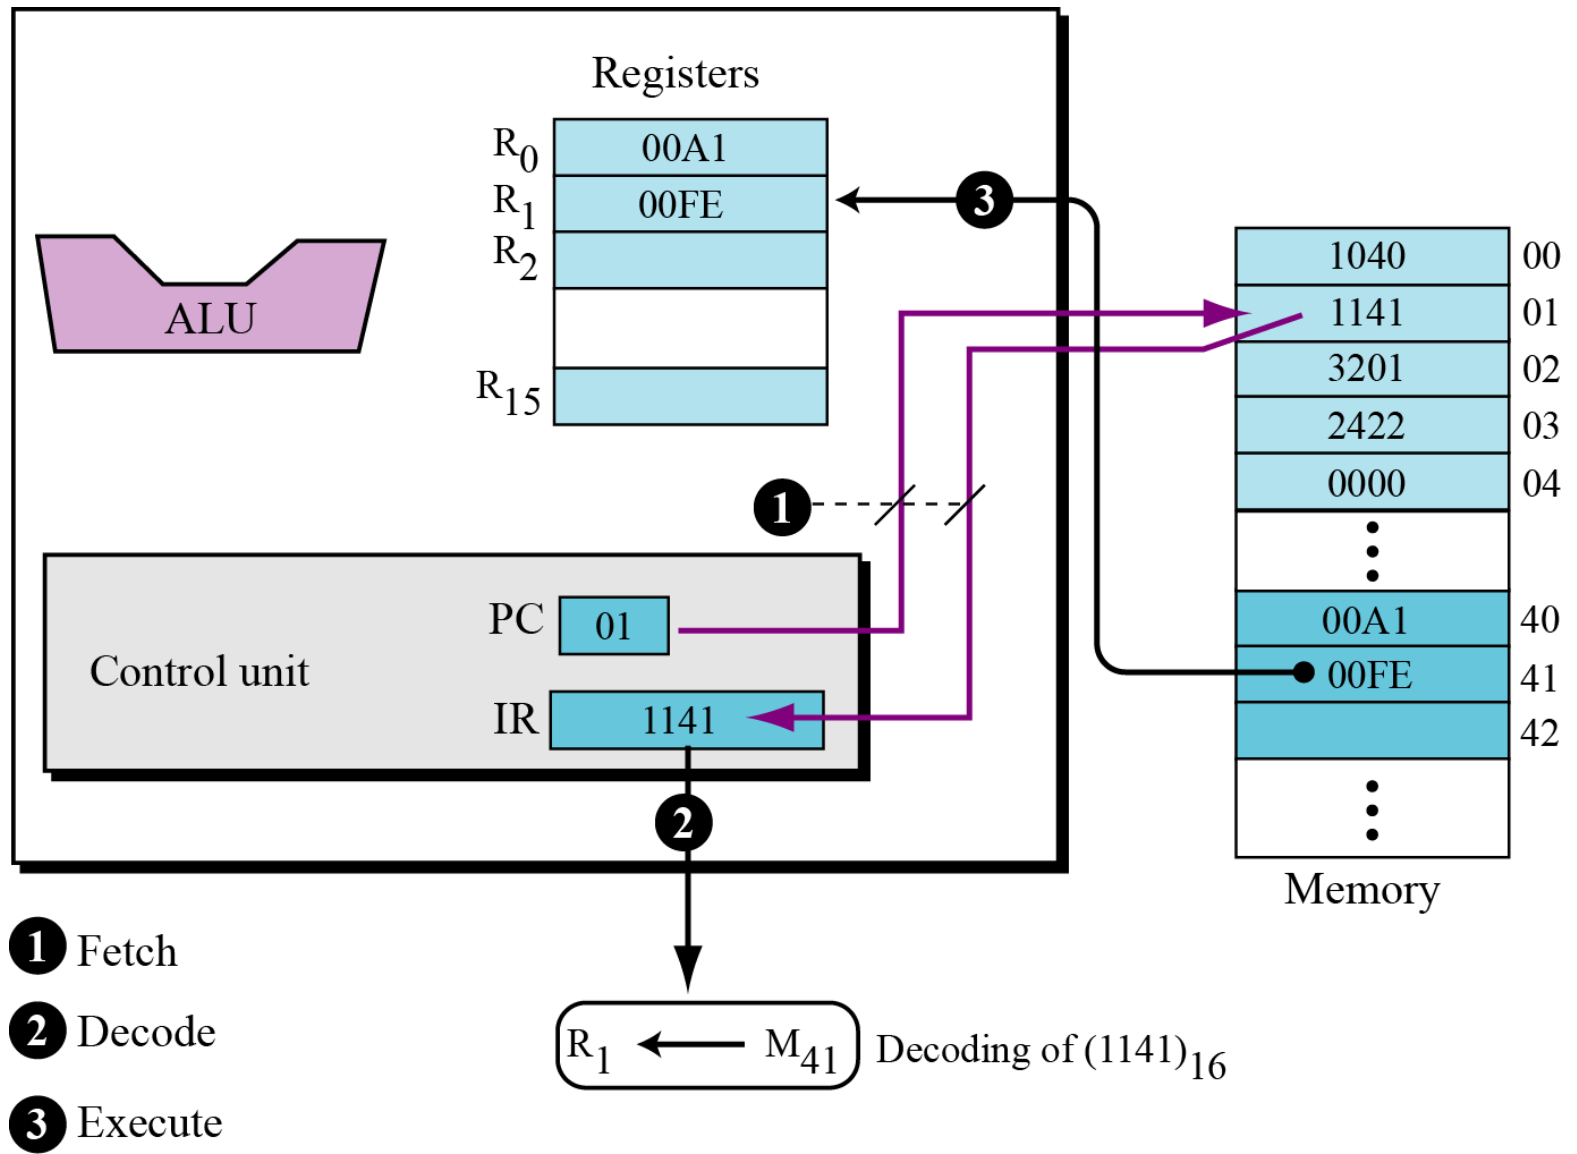 Registers
R0 00A1
R1 00FE
R2
R15
ALU
3
1
Control unit
PC 01
IR 1141
2
1040 00
1141 01
3201 02
2422 03
0000 04
00A1 40
00FE 41
42
Memory
1 Fetch
2 Decode
3 Execute
R1 M41 Decoding of (1141)16